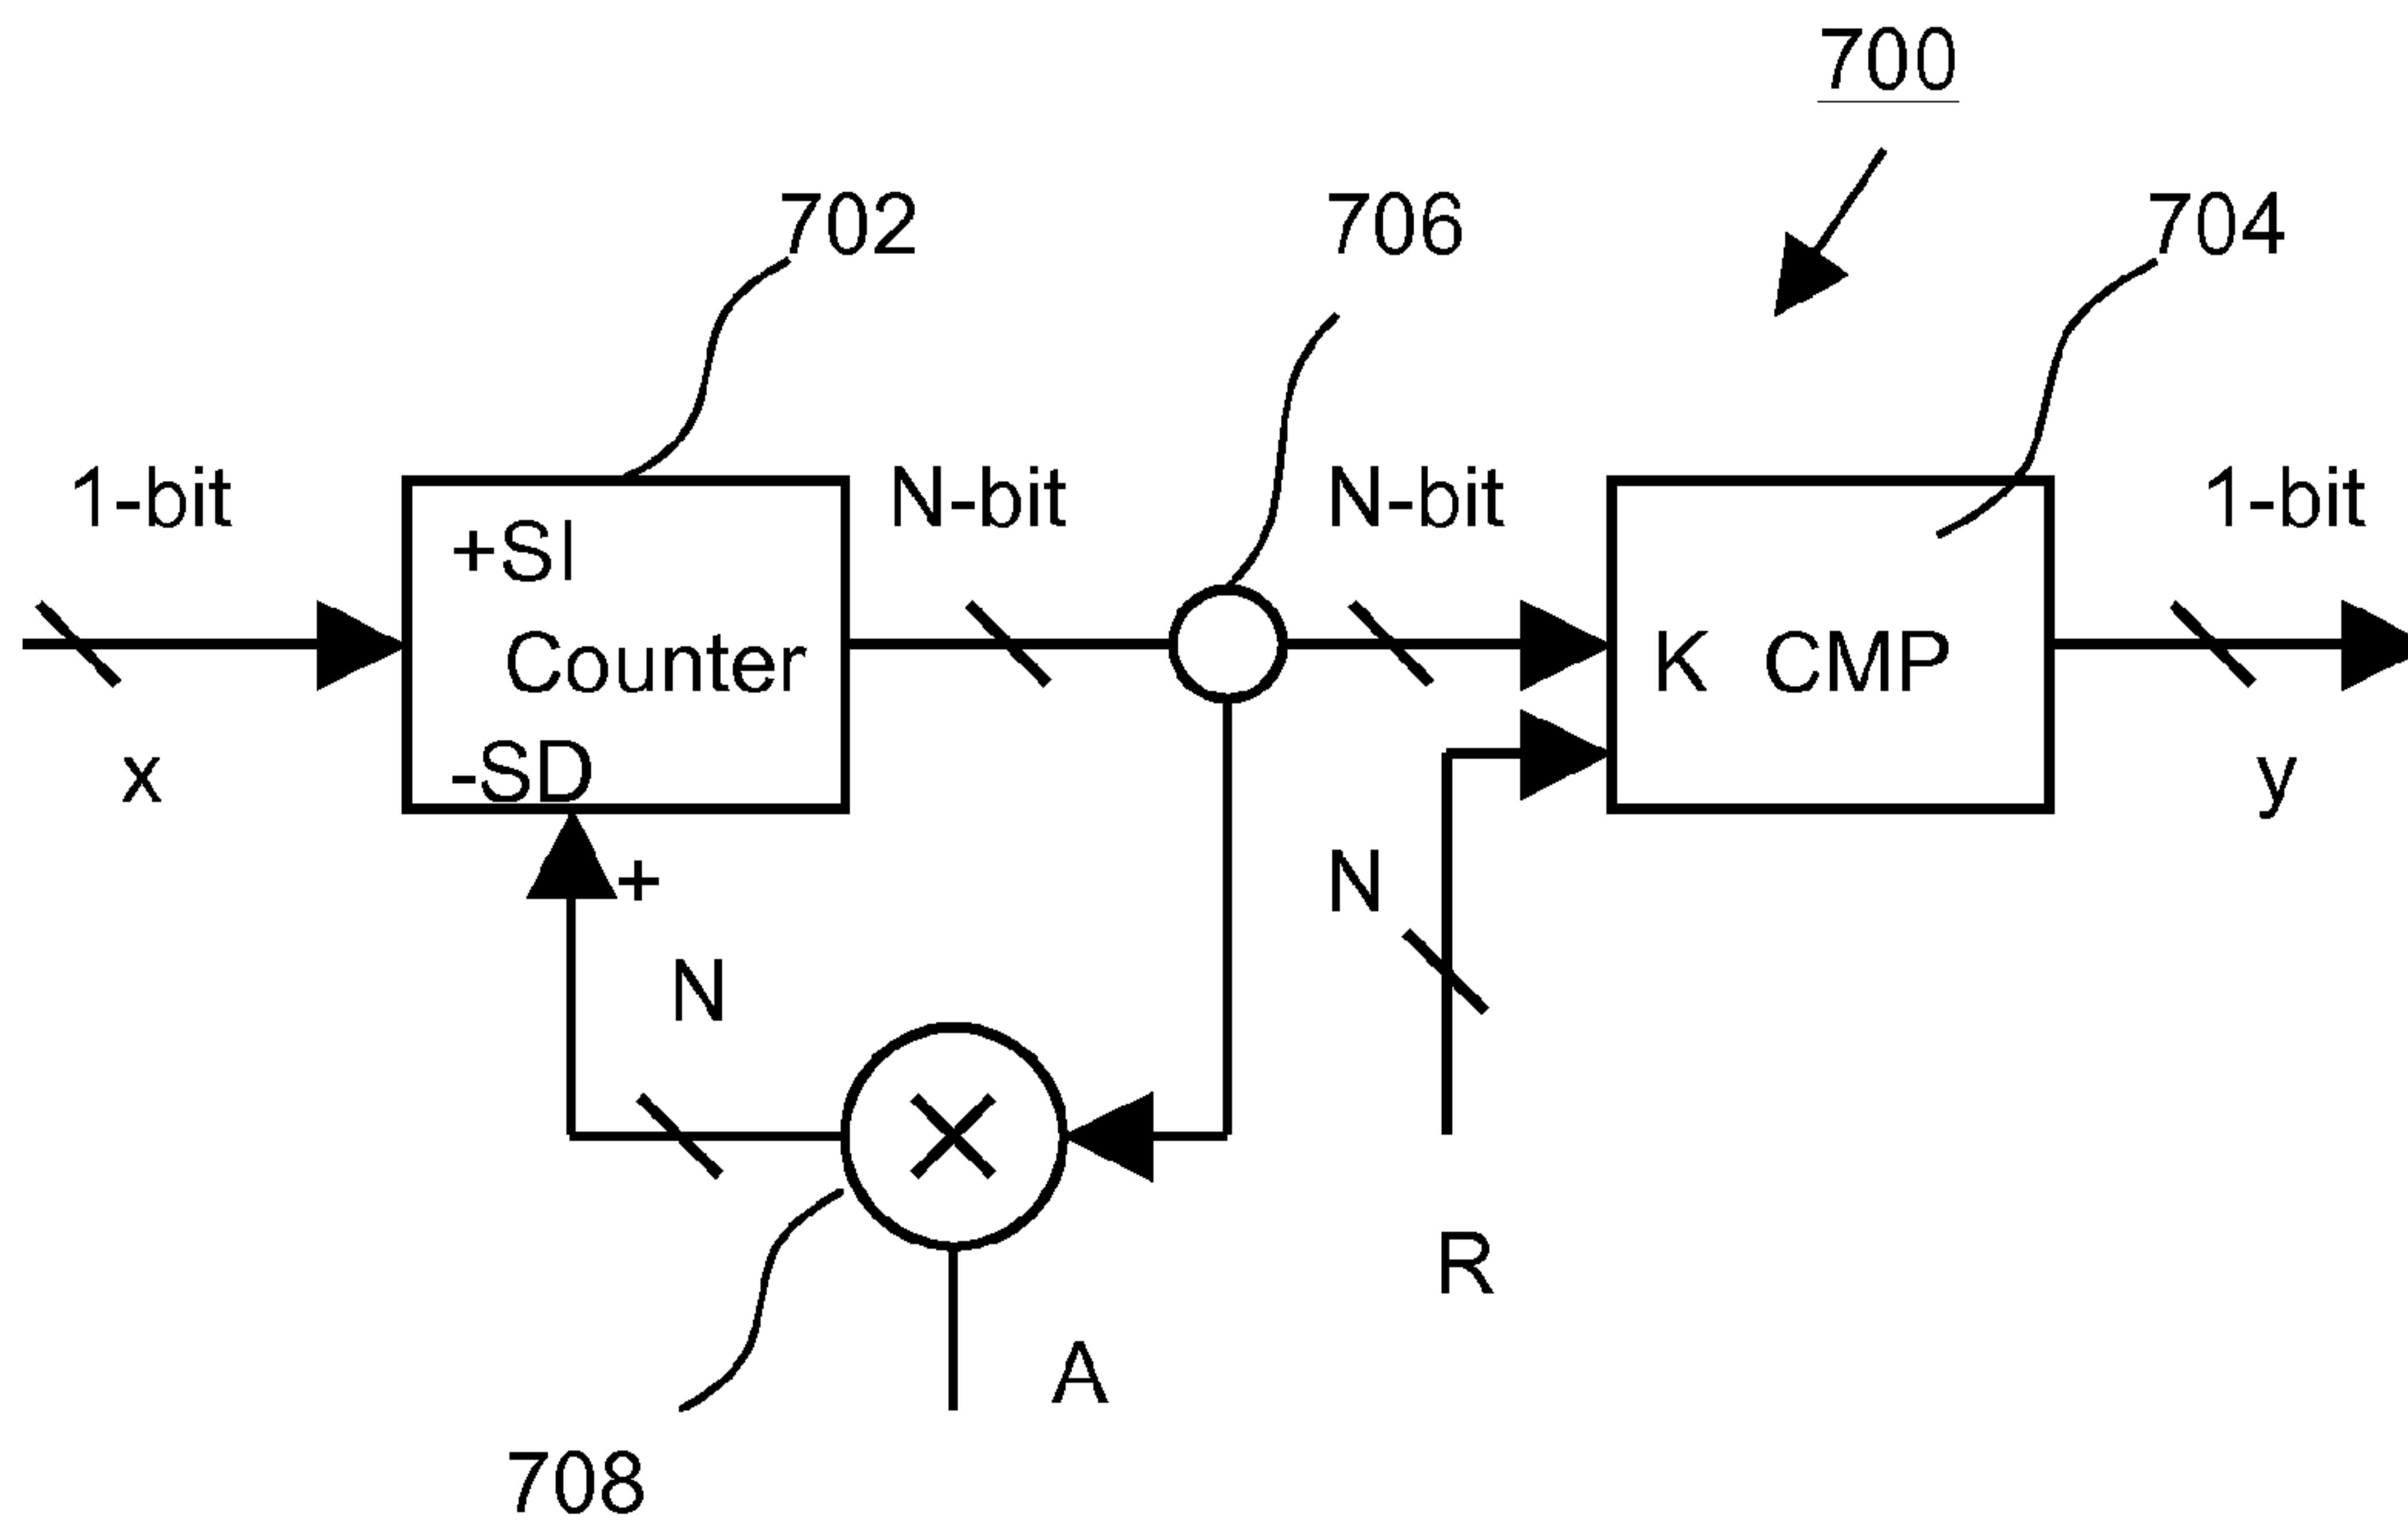 700
702
706
704
1-bit
N-bit
N-bit
1-bit
+SI
Counter
K CMP
-SD
x
y
+
N
N
R
A
708